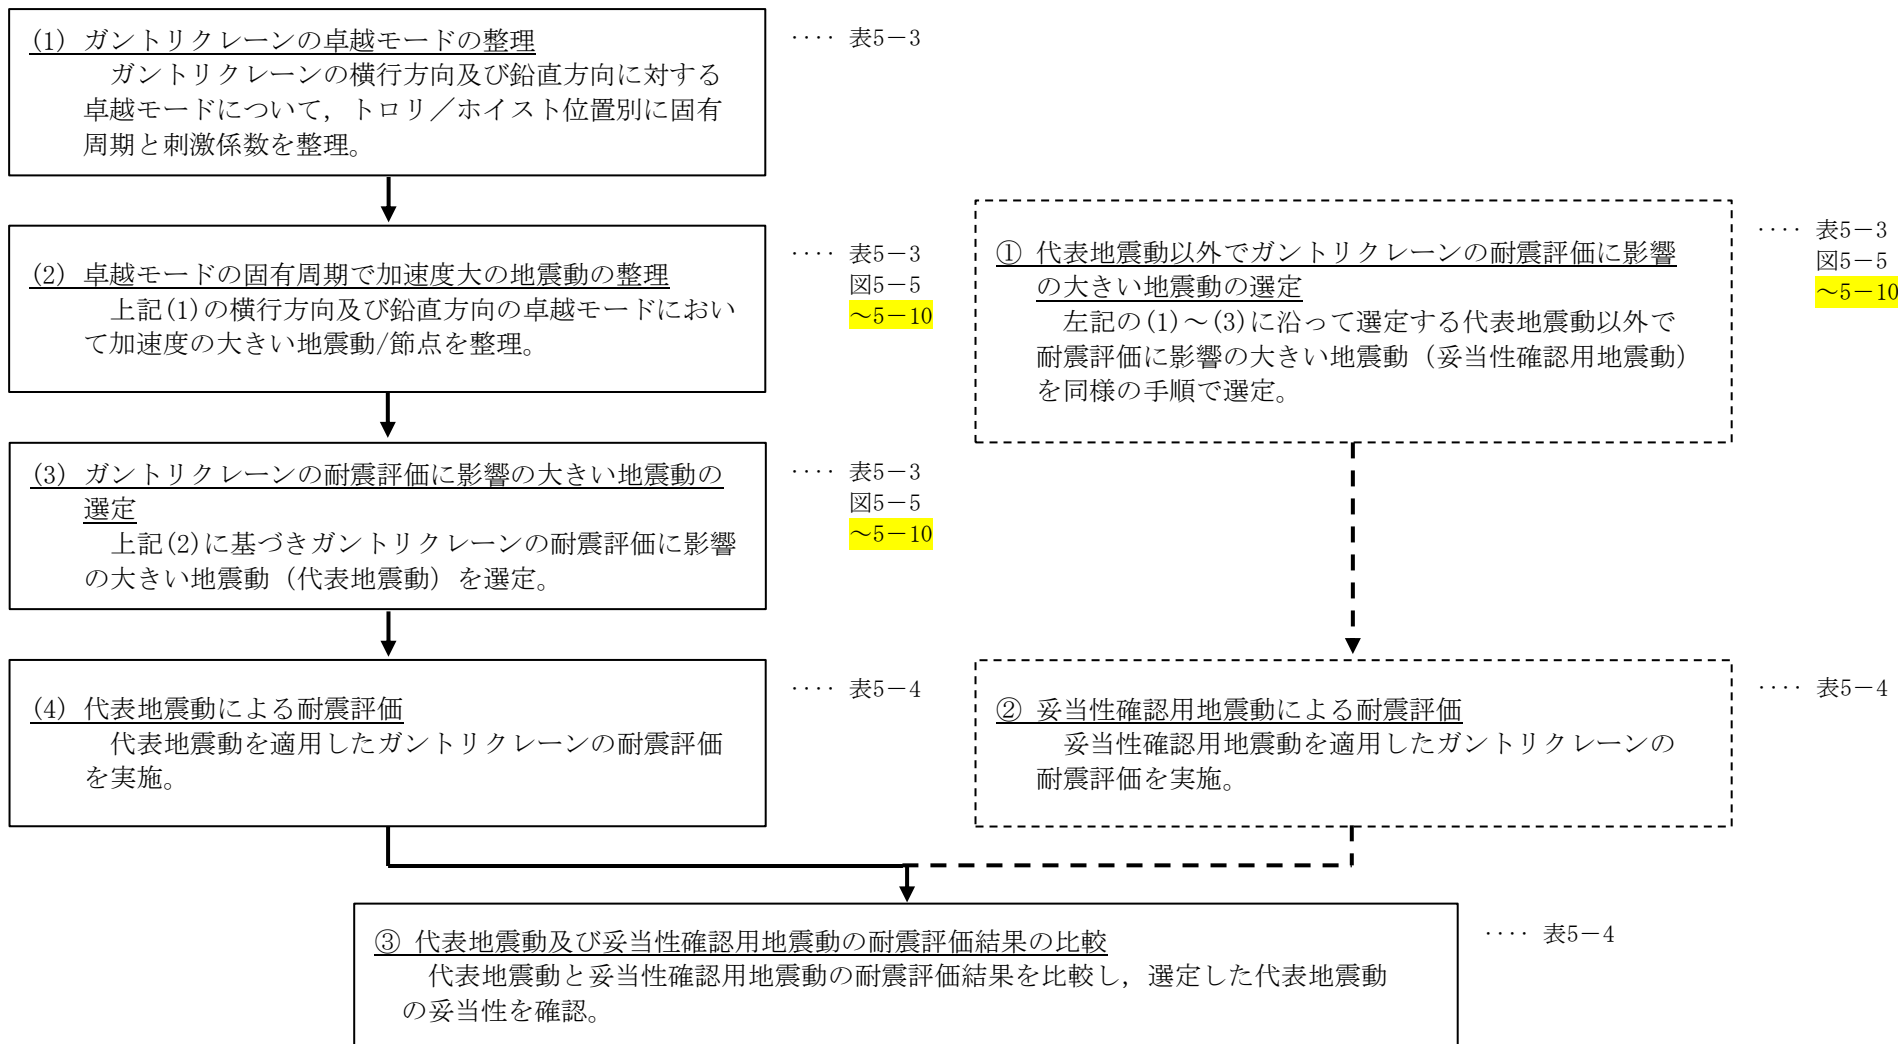 (1) ガントリクレーンの卓越モードの整理
ガントリクレーンの横行方向及び鉛直方向に対する
卓越モードについて，トロリ／ホイスト位置別に固有
周期と刺激係数を整理。
‥‥ 表5－3
(2) 卓越モードの固有周期で加速度大の地震動の整理
上記(1)の横行方向及び鉛直方向の卓越モードにおい
て加速度の大きい地震動/節点を整理。
‥‥ 表5－3
図5－5
～5－10
(3) ガントリクレーンの耐震評価に影響の大きい地震動の
選定
上記(2)に基づきガントリクレーンの耐震評価に影響
の大きい地震動（代表地震動）を選定。
‥‥ 表5－3
図5－5
～5－10
(4) 代表地震動による耐震評価
代表地震動を適用したガントリクレーンの耐震評価
を実施。
‥‥ 表5－4
① 代表地震動以外でガントリクレーンの耐震評価に影響
の大きい地震動の選定
左記の(1)～(3)に沿って選定する代表地震動以外で
耐震評価に影響の大きい地震動（妥当性確認用地震動）
を同様の手順で選定。
‥‥ 表5－3
図5－5
～5－10
② 妥当性確認用地震動による耐震評価
妥当性確認用地震動を適用したガントリクレーンの
耐震評価を実施。
‥‥ 表5－4
③ 代表地震動及び妥当性確認用地震動の耐震評価結果の比較
代表地震動と妥当性確認用地震動の耐震評価結果を比較し，選定した代表地震動
の妥当性を確認。
‥‥ 表5－4